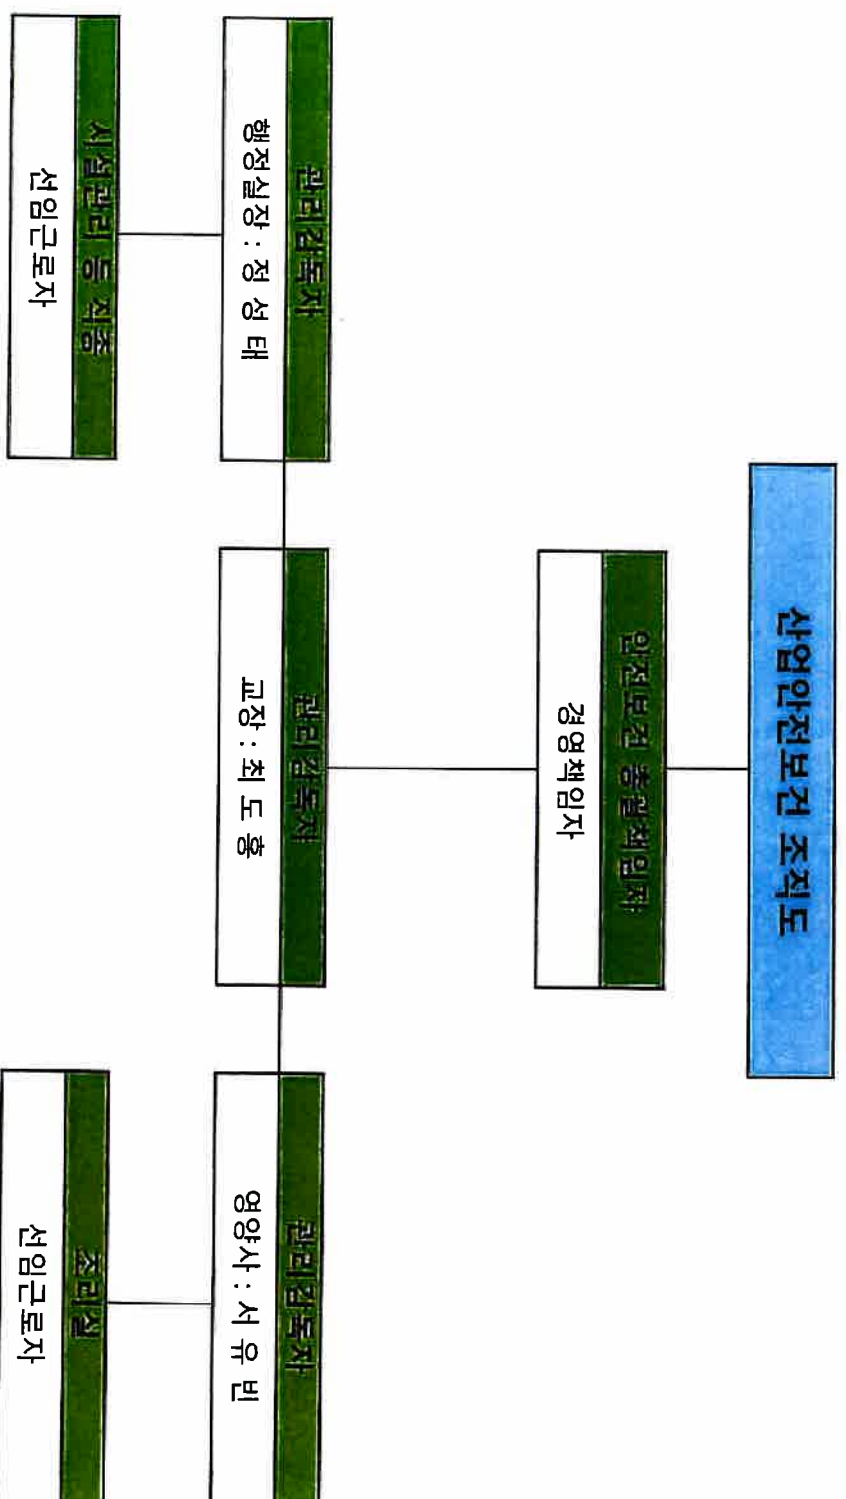 산업안전보건 조직도
안전보건 총괄책임자
경영책임자
관리감독자
행정실장 : 정 성 태
관리감독자
교장 : 최 도 흥
관리감독자
영양사 : 서 유 빈
시설관리 등 직종
선임근로자
조리실
선임근로자